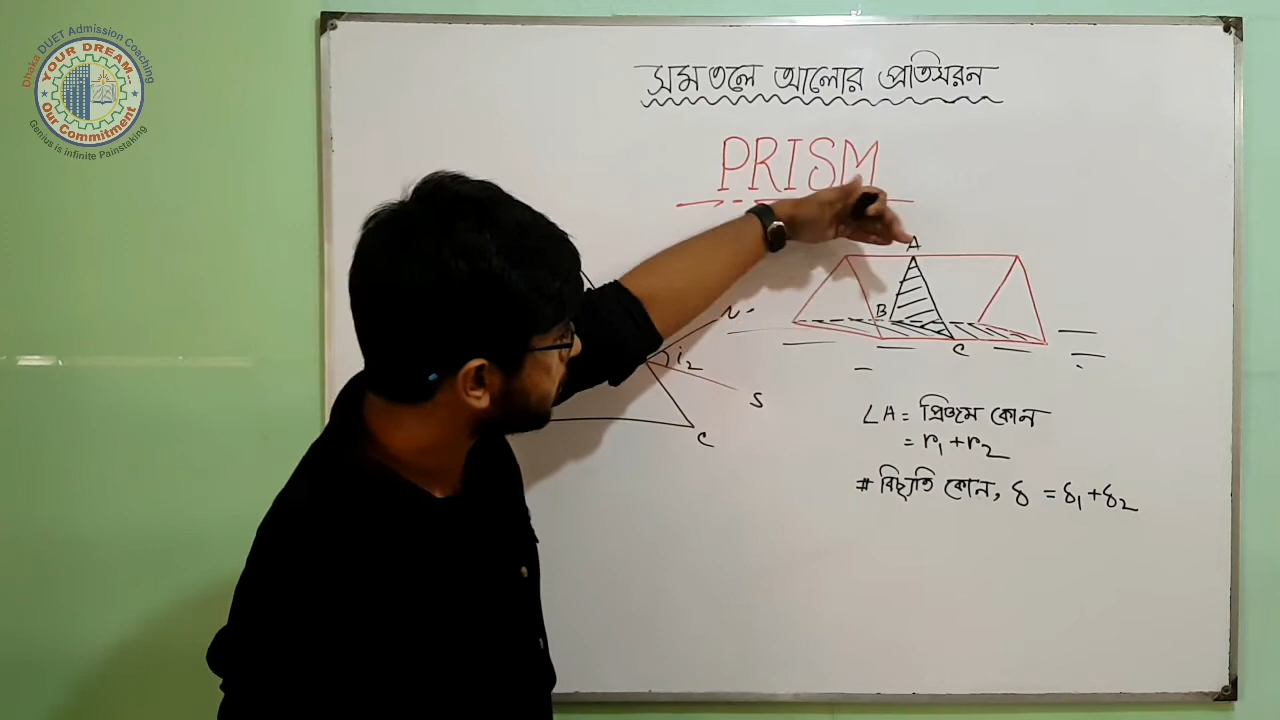 Dhaka DUET Admission Coaching
YOUR DREAM..
Our Commitment
Genius is infinite Painstaking
সমতলে আলোর প্রতিসরন
PRISM
A
B
C
N
i₂
S
C
∠A = প্রিজম কোন
= r₁ + r₂
# বিচ্যুতি কোন, δ = δ₁ + δ₂